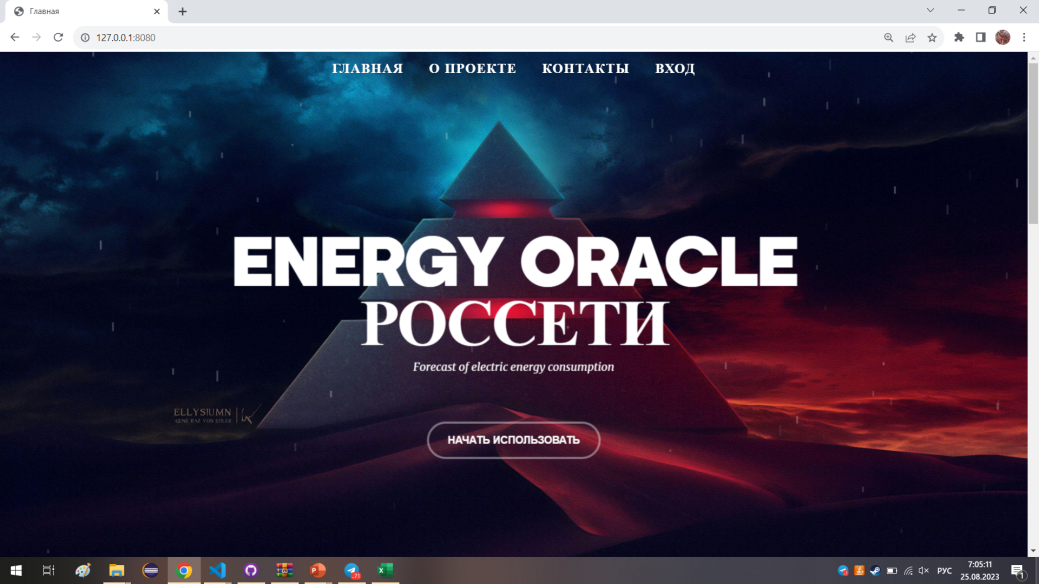 Главная
127.0.0.1:8080
ГЛАВНАЯ О ПРОЕКТЕ КОНТАКТЫ ВХОД
ENERGY ORACLE
РОССЕТИ
Forecast of electric energy consumption
ELLYSIUMN
НАЧАТЬ ИСПОЛЬЗОВАТЬ
РУС
7:05:11
25.08.2023